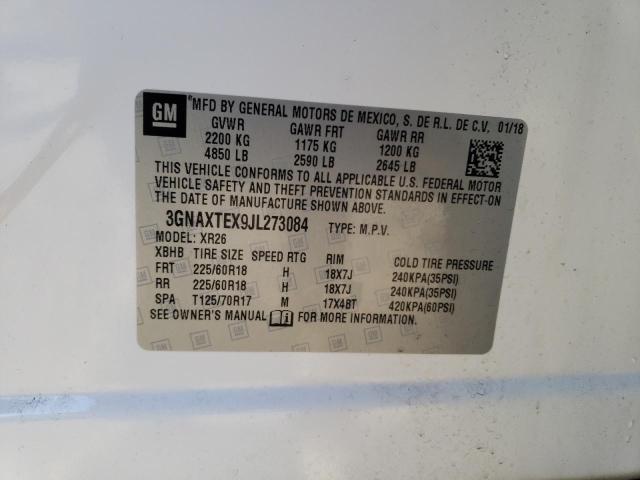 GM
MFD BY GENERAL MOTORS DE MEXICO, S. DE R.L. DE C.V. 01/18
GVWR GAWR FRT GAWR RR
2200 KG 1175 KG 1200 KG
4850 LB 2590 LB 2645 LB
THIS VEHICLE CONFORMS TO ALL APPLICABLE U.S. FEDERAL MOTOR
VEHICLE SAFETY AND THEFT PREVENTION STANDARDS IN EFFECT ON
THE DATE OF MANUFACTURE SHOWN ABOVE.
3GNAXTEX9JL273084 TYPE: M.P.V.
MODEL: XR26
XBHB TIRE SIZE SPEED RTG RIM COLD TIRE PRESSURE
FRT 225/60R18 H 18X7J 240KPA(35PSI)
RR 225/60R18 H 18X7J 240KPA(35PSI)
SPA T125/70R17 M 17X4BT 420KPA(60PSI)
SEE OWNER'S MANUAL FOR MORE INFORMATION.